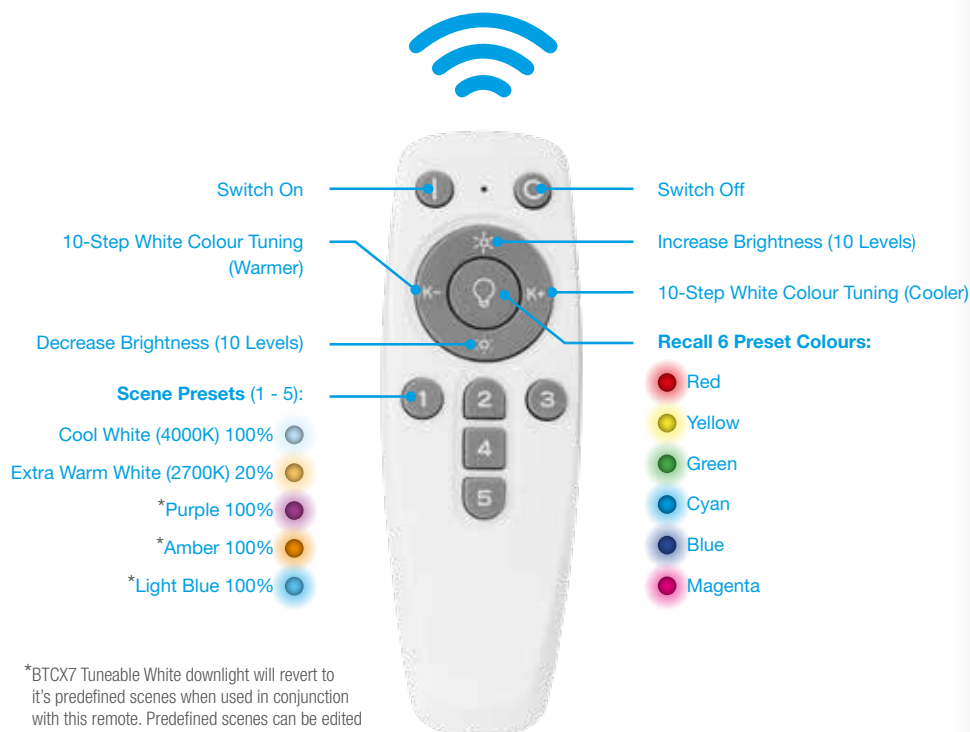 Switch On
Switch Off
10-Step White Colour Tuning
(Warmer)
Increase Brightness (10 Levels)
K-
K+
10-Step White Colour Tuning (Cooler)
Decrease Brightness (10 Levels)
Recall 6 Preset Colours:
Scene Presets (1 - 5):
1
2
3
4
5
Cool White (4000K) 100%
Extra Warm White (2700K) 20%
*Purple 100%
*Amber 100%
*Light Blue 100%
Red
Yellow
Green
Cyan
Blue
Magenta
*BTCX7 Tuneable White downlight will revert to
it's predefined scenes when used in conjunction
with this remote. Predefined scenes can be edited